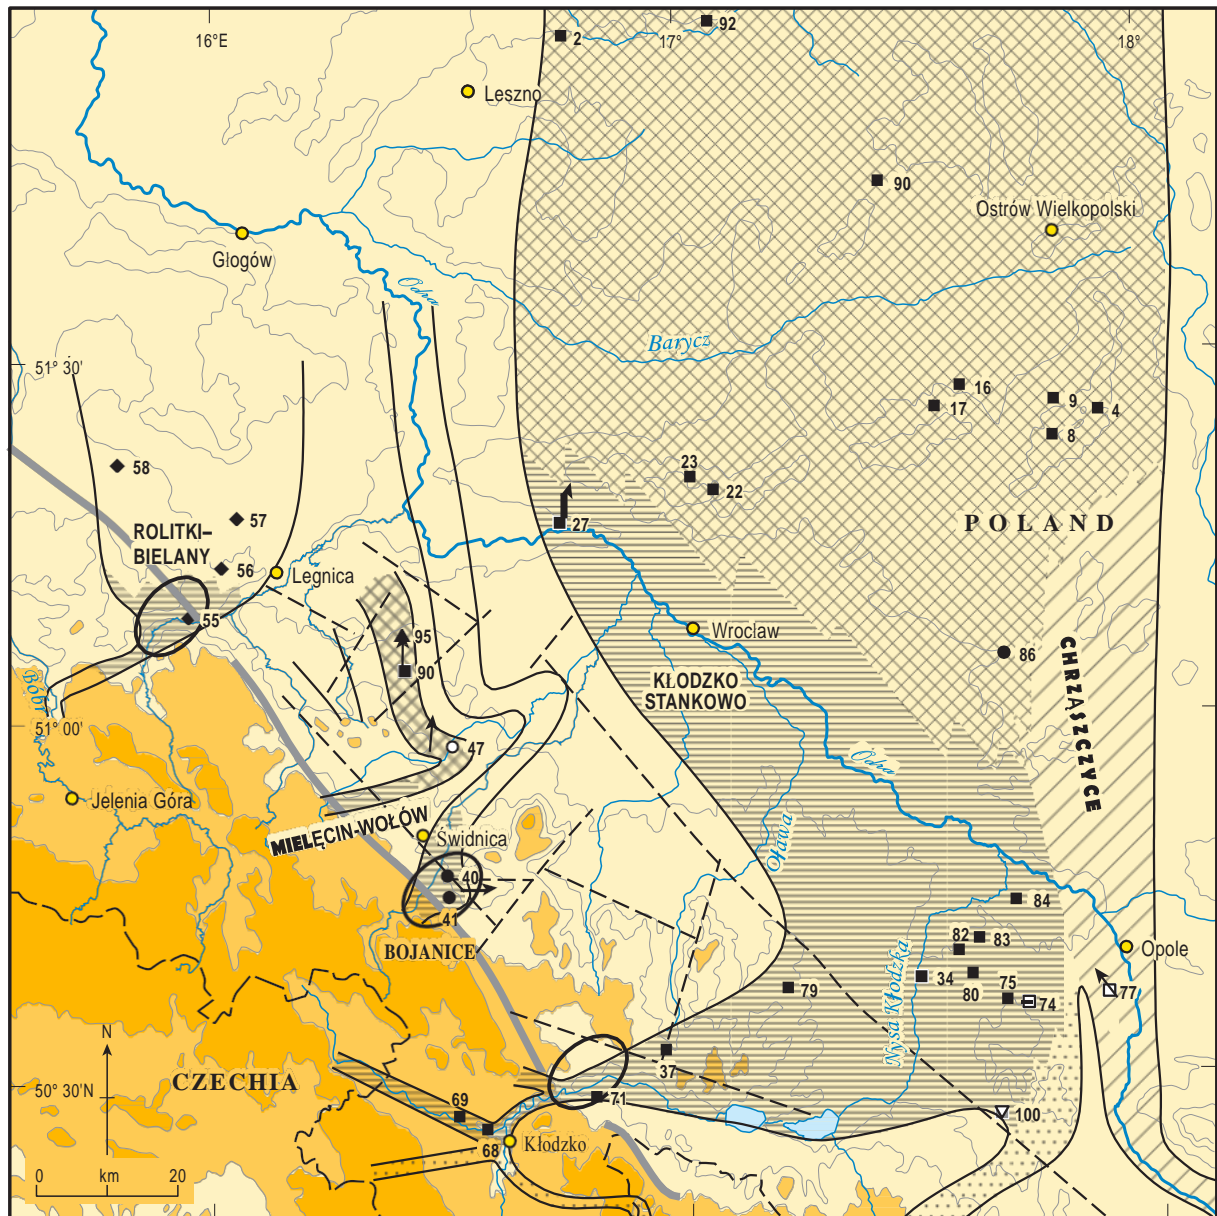 16°E
17°
18°
92
2
Leszno
90
Ostrów Wielkopolski
Głogów
Odra
Barycz
51° 30'
16
17
9
4
8
58
23
22
57
27
ROLITKI–
BIELANY
POLAND
56
Legnica
55
95
Wroclaw
86
90
KŁODZKO
STANKOWO
CHRZĄSZCZYCE
Bóbr
51° 00'
47
Odra
Jelenia Góra
MIELĘCIN-WOŁÓW
Świdnica
Oława
40
41
84
BOJANICE
82
83
Opole
Nysa Kłodzka
34
80
75
74
77
79
N
37
CZECHIA
50° 30'N
69
71
100
68
Kłodzko
0 km 20